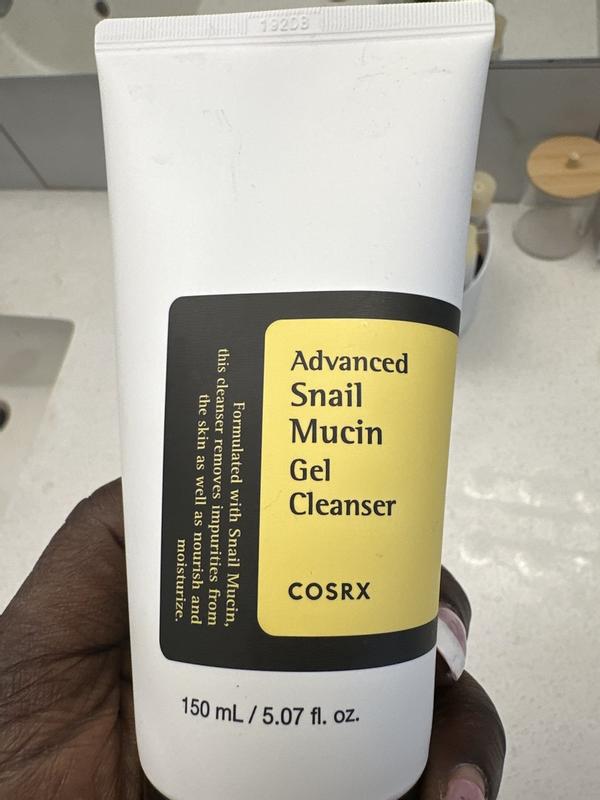 19203
Advanced
Snail
Mucin
Gel
Cleanser
COSRX
Formulated with Snail Mucin,
this cleanser removes impurities from
the skin as well as nourish and
moisturize.
150 mL / 5.07 fl. oz.